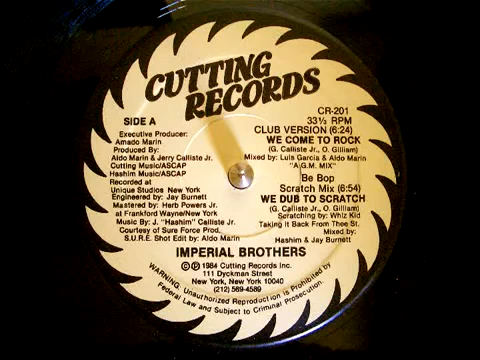 CUTTING
RECORDS
SIDE A
Executive Producer:
Amado Marin
Produced By:
Aldo Marin & Jerry Calliste Jr.
Cutting Music/ASCAP
Hashim Music/ASCAP
Recorded at
Unique Studios New York
Engineered by: Jay Burnett
Mastered by: Herb Powers Jr.
at Frankford Wayne/New York
Music By: J. "Hashim" Calliste Jr.
Courtesy of Sure Force Prod.
S.U.R.E. Shot Edit by: Aldo Marin
CR-201
33⅓ RPM
CLUB VERSION (6:24)
WE COME TO ROCK
(G. Calliste Jr., O. Gilliam)
Mixed by: Luis Garcia & Aldo Marin
"A.G.M. MIX"
Be Bop
Scratch Mix (6:54)
WE DUB TO SCRATCH
(G. Calliste Jr., O. Gilliam)
Scratching by: Whiz Kid
Taking It Back From Thee St.
Mixed by:
Hashim & Jay Burnett
IMPERIAL BROTHERS
© ℗ 1984 Cutting Records Inc.
111 Dyckman Street
New York, New York 10040
(212) 569-4589
WARNING: Unauthorized Reproduction is Prohibited by
Federal Law and Subject to Criminal Prosecution.